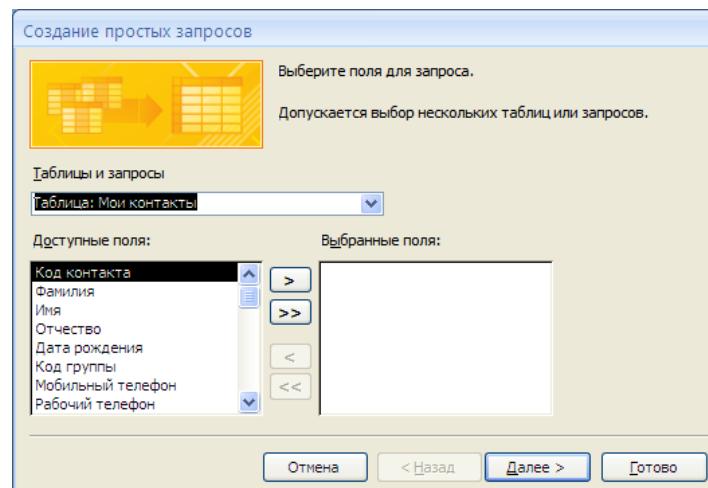 Создание простых запросов
Выберите поля для запроса.
Допускается выбор нескольких таблиц или запросов.
Таблицы и запросы
Таблица: Мои контакты
Доступные поля:
Выбранные поля:
Код контакта
Фамилия
Имя
Отчество
Дата рождения
Код группы
Мобильный телефон
Рабочий телефон
>
>>
<
<<
Отмена
< Назад
Далее >
Готово